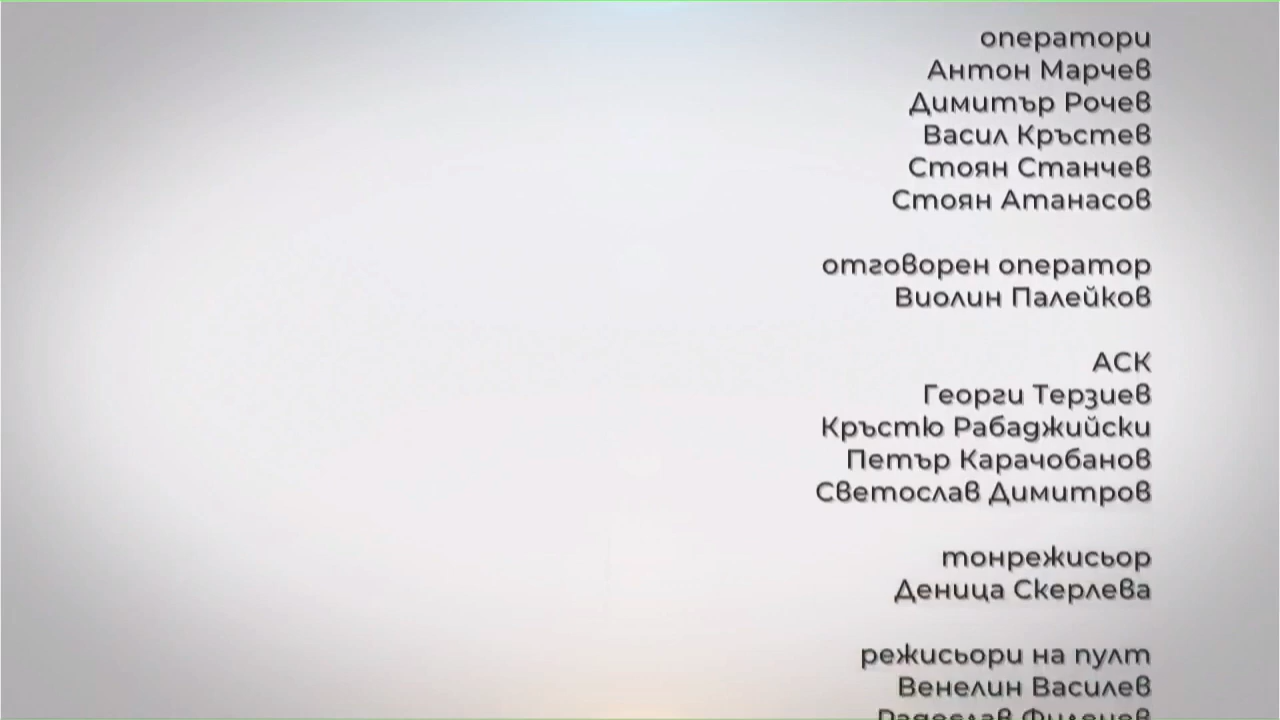 оператори
Антон Марчев
Димитър Рочев
Васил Кръстев
Стоян Станчев
Стоян Атанасов
отговорен оператор
Виолин Палейков
АСК
Георги Терзиев
Кръстю Рабаджийски
Петър Карачобанов
Светослав Димитров
тонрежисьор
Деница Скерлева
режисьори на пулт
Венелин Василев